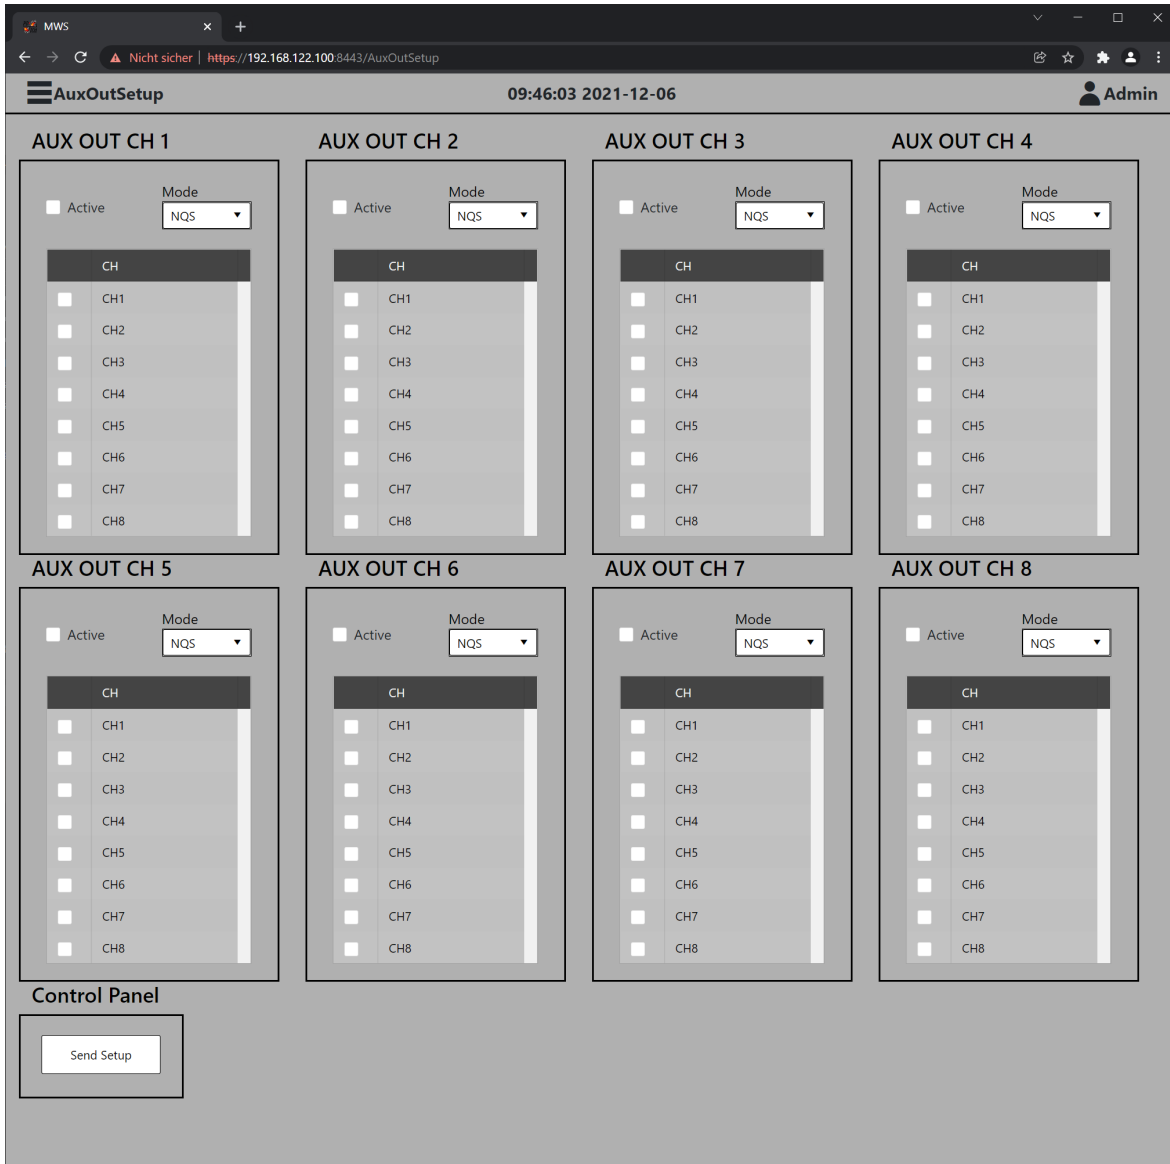 MWS
Nicht sicher https://192.168.122.100:8443/AuxOutSetup
AuxOutSetup 09:46:03 2021-12-06 Admin
AUX OUT CH 1 AUX OUT CH 2 AUX OUT CH 3 AUX OUT CH 4
Mode Mode Mode Mode
Active NQS Active NQS Active NQS Active NQS
CH CH CH CH
CH1 CH1 CH1 CH1
CH2 CH2 CH2 CH2
CH3 CH3 CH3 CH3
CH4 CH4 CH4 CH4
CH5 CH5 CH5 CH5
CH6 CH6 CH6 CH6
CH7 CH7 CH7 CH7
CH8 CH8 CH8 CH8
AUX OUT CH 5 AUX OUT CH 6 AUX OUT CH 7 AUX OUT CH 8
Mode Mode Mode Mode
Active NQS Active NQS Active NQS Active NQS
CH CH CH CH
CH1 CH1 CH1 CH1
CH2 CH2 CH2 CH2
CH3 CH3 CH3 CH3
CH4 CH4 CH4 CH4
CH5 CH5 CH5 CH5
CH6 CH6 CH6 CH6
CH7 CH7 CH7 CH7
CH8 CH8 CH8 CH8
Control Panel
Send Setup